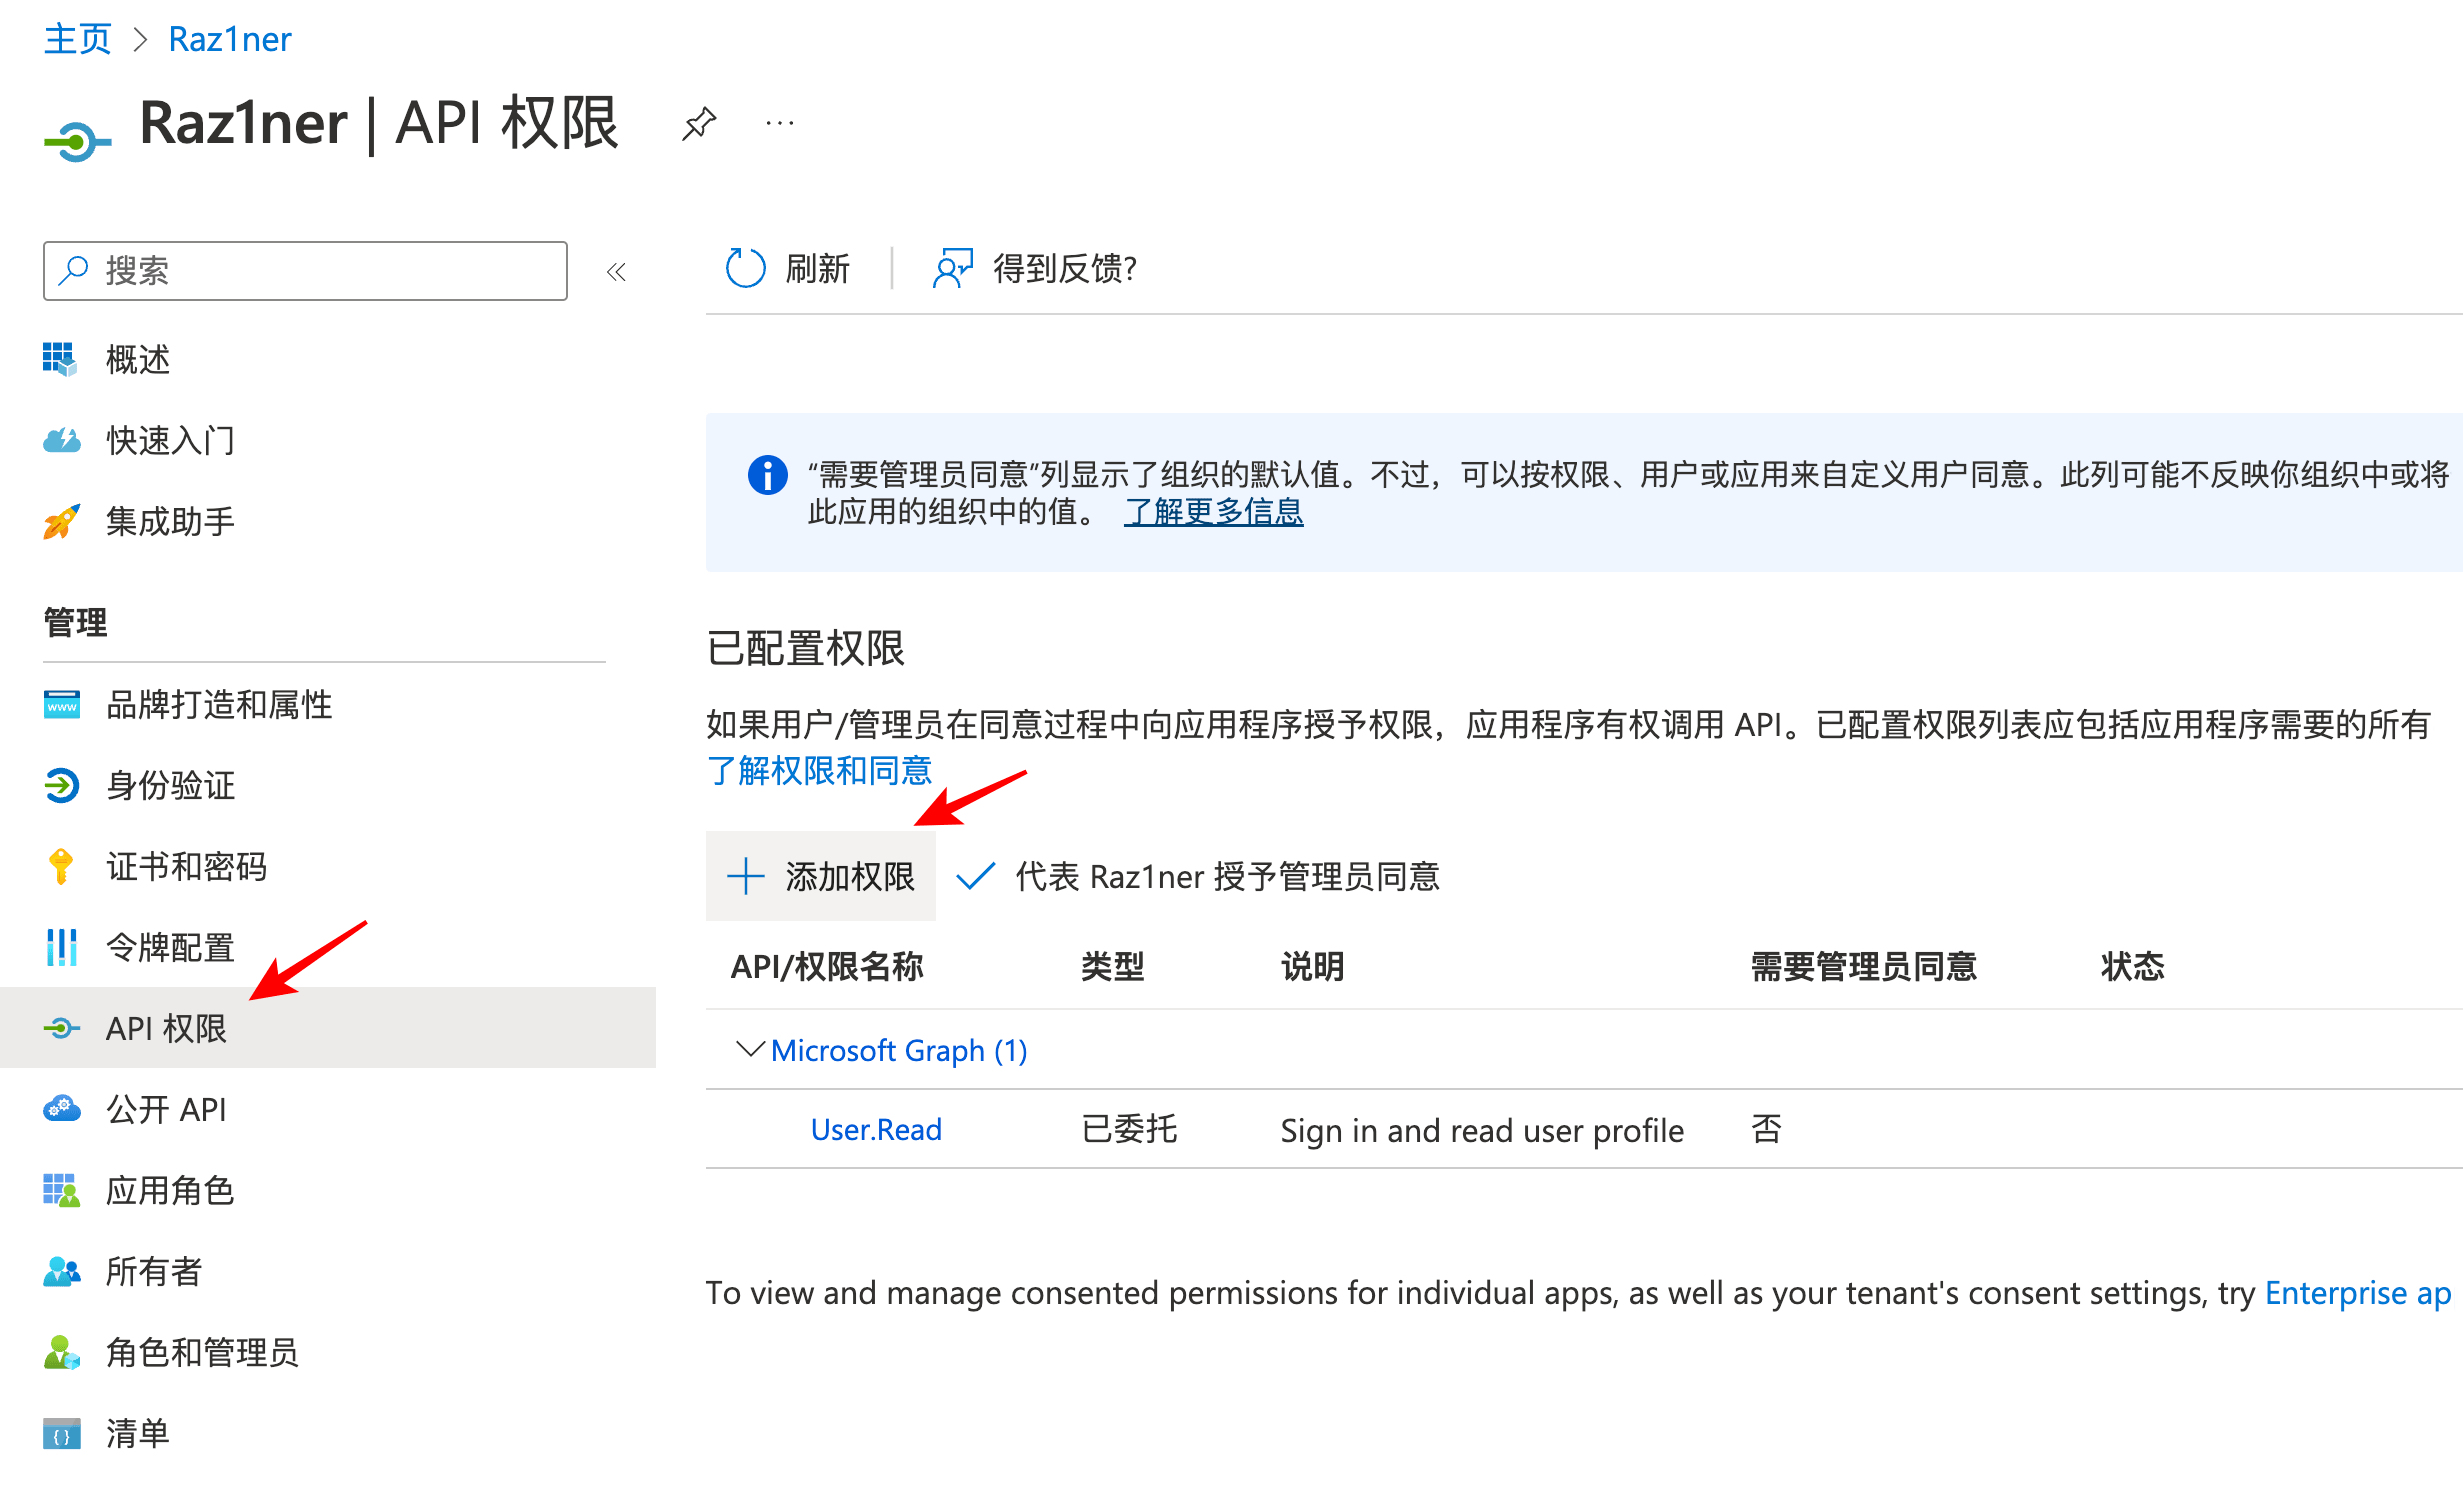 主页 > Raz1ner
Raz1ner | API 权限
搜索
概述
快速入门
集成助手
管理
品牌打造和属性
www
身份验证
证书和密码
令牌配置
API 权限
公开 API
应用角色
所有者
角色和管理员
清单
刷新
得到反馈?
“需要管理员同意”列显示了组织的默认值。不过，可以按权限、用户或应用来自定义用户同意。此列可能不反映你组织中或将
此应用的组织中的值。 了解更多信息
已配置权限
如果用户/管理员在同意过程中向应用程序授予权限，应用程序有权调用 API。已配置权限列表应包括应用程序需要的所有
了解权限和同意
添加权限
代表 Raz1ner 授予管理员同意
API/权限名称 类型 说明 需要管理员同意 状态
Microsoft Graph (1)
User.Read 已委托 Sign in and read user profile 否
To view and manage consented permissions for individual apps, as well as your tenant's consent settings, try Enterprise ap